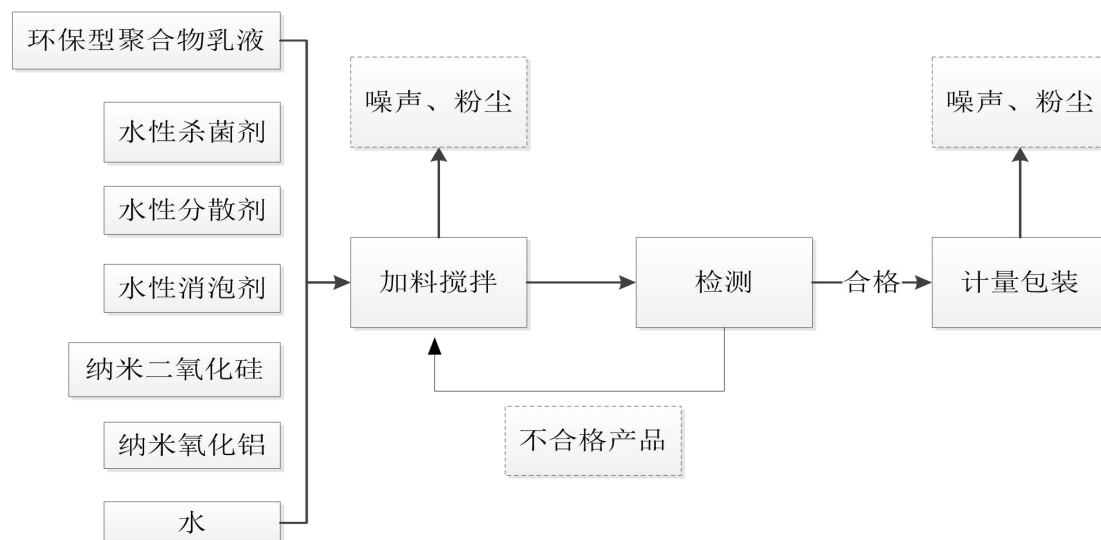 环保型聚合物乳液
水性杀菌剂
水性分散剂
水性消泡剂
纳米二氧化硅
纳米氧化铝
水
噪声、粉尘
加料搅拌
检测
合格
计量包装
噪声、粉尘
不合格产品